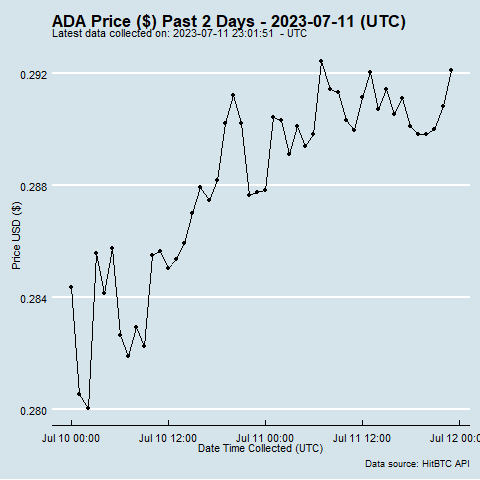 ADA Price ($) Past 2 Days - 2023-07-11 (UTC)
Latest data collected on: 2023-07-11 23:01:51  - UTC
0.292
0.288
0.284
0.280
Price USD ($)
Jul 10 00:00
Jul 10 12:00
Jul 11 00:00
Jul 11 12:00
Jul 12 00:0
Date Time Collected (UTC)
Data source: HitBTC API